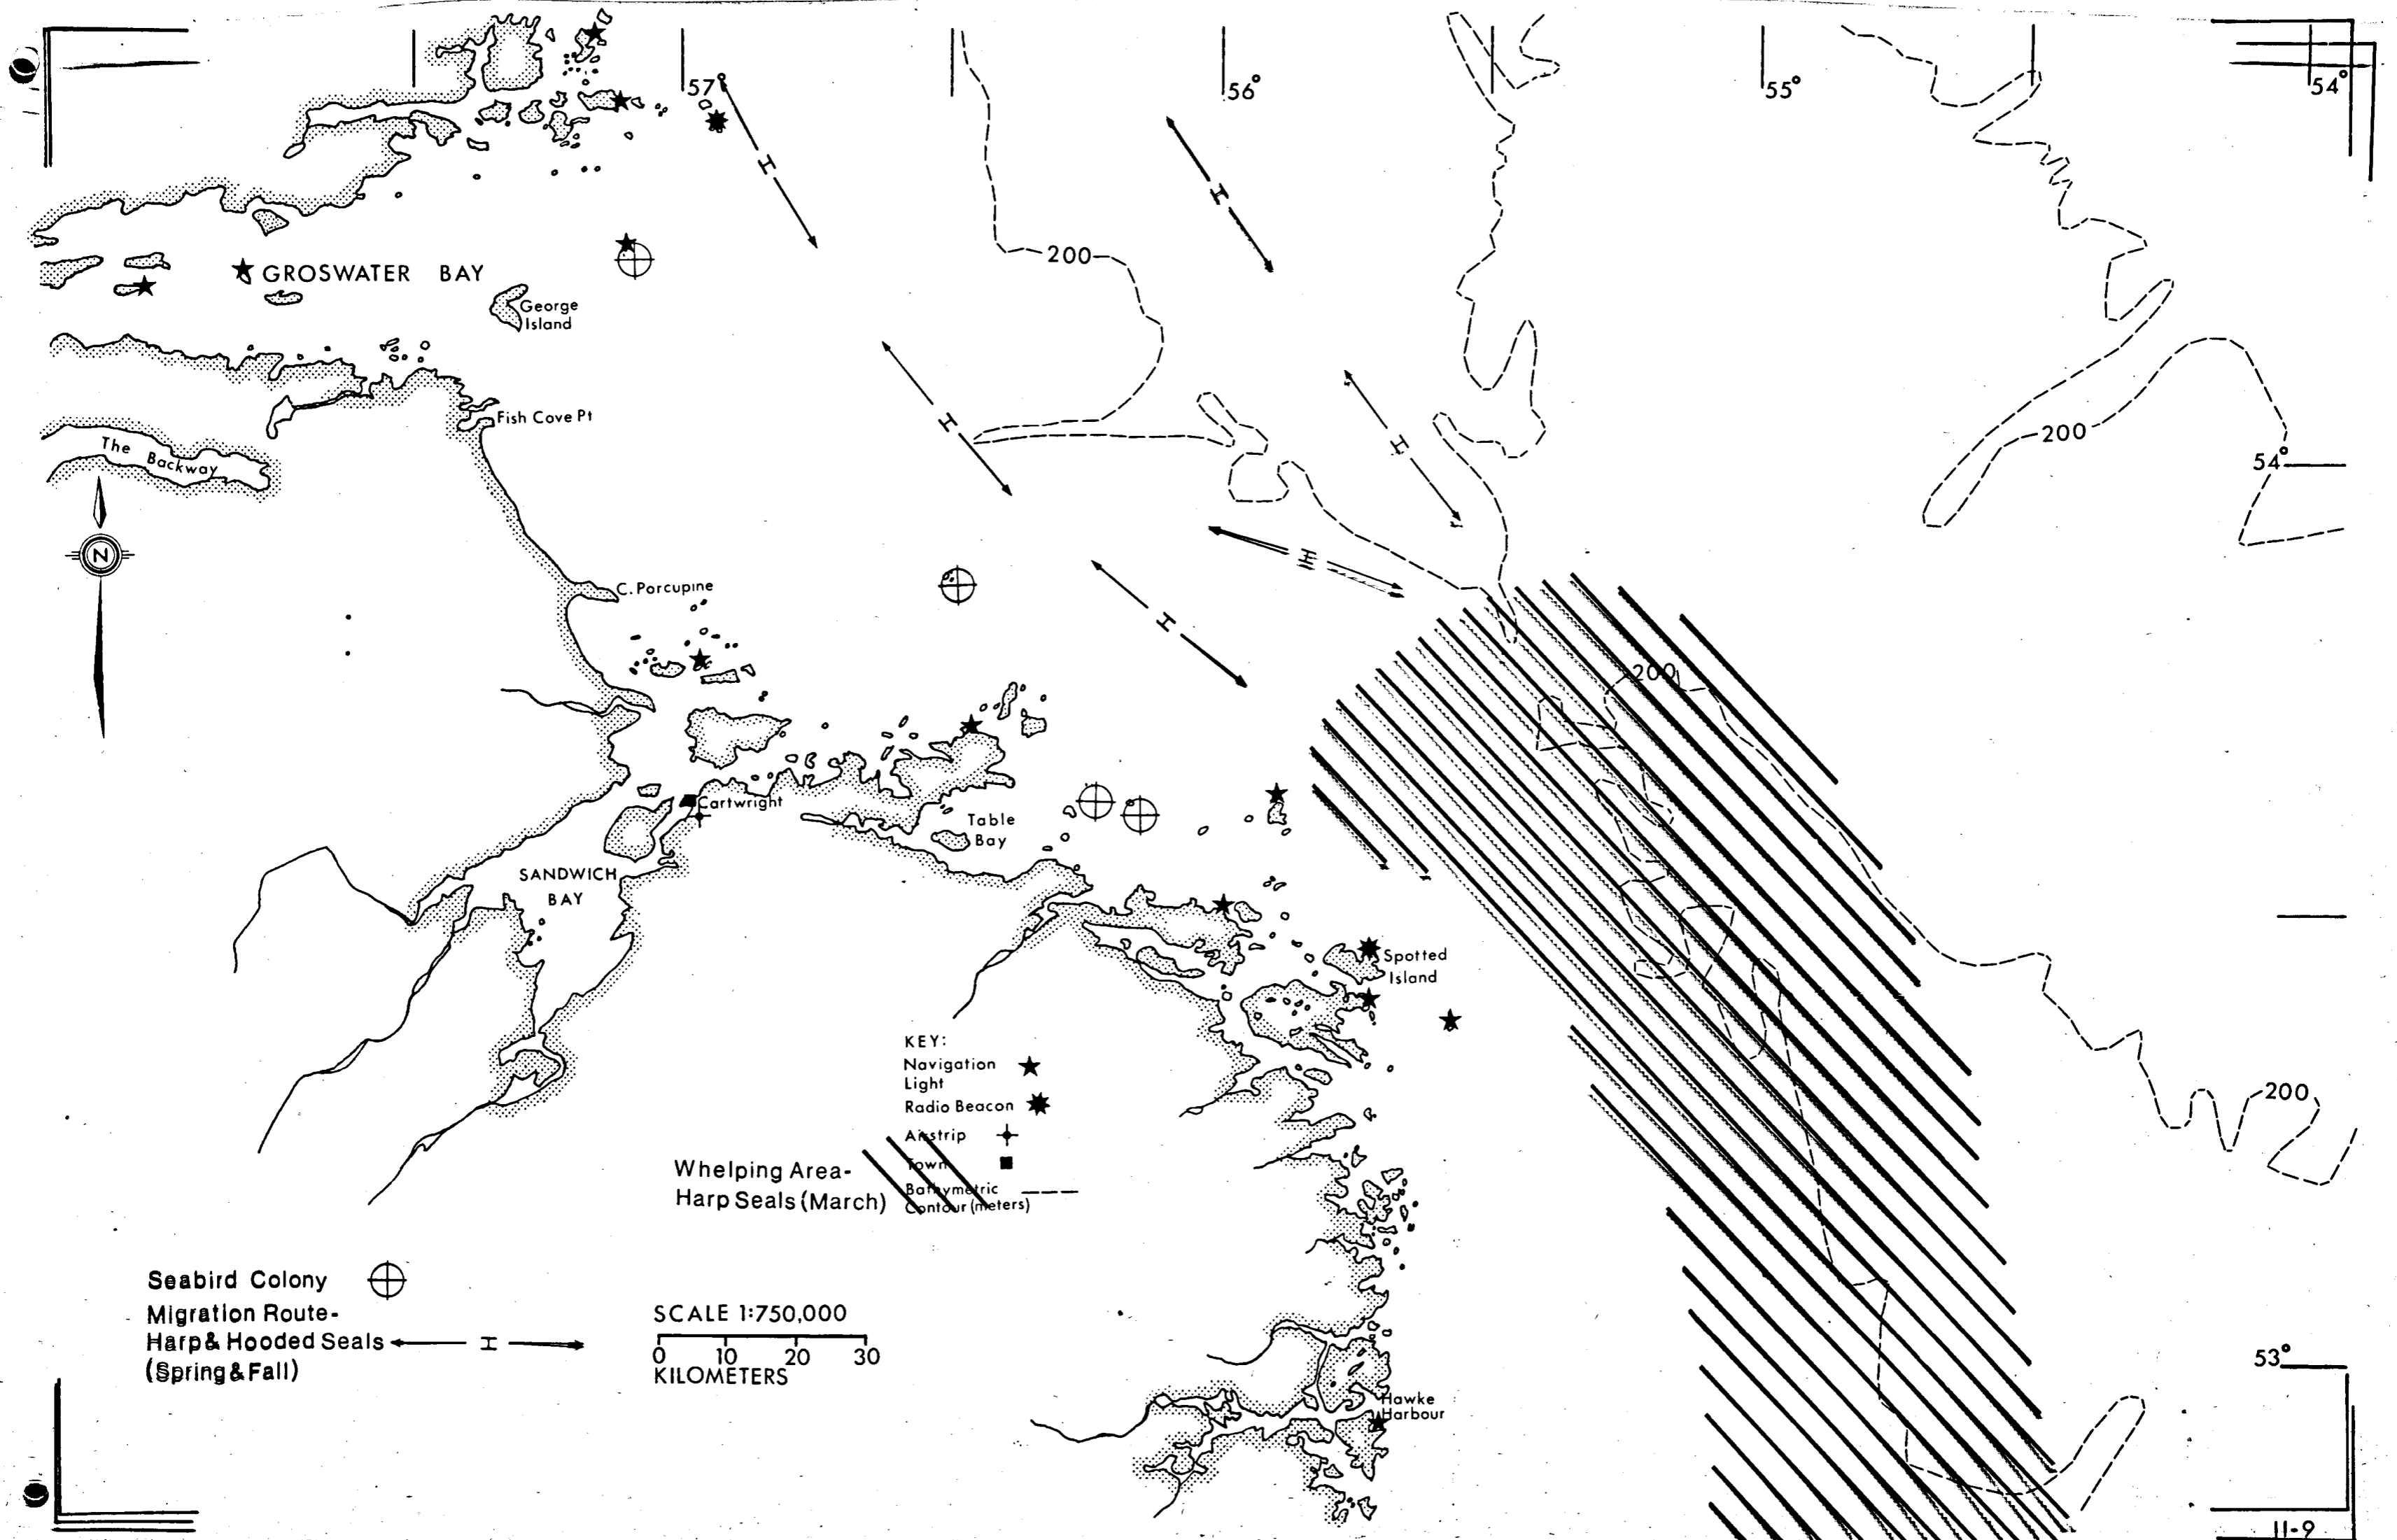 57°
56°
55°
54°
200
GROSWATER BAY
George
Island
Fish Cove Pt
200
The Backway
54°
N
C. Porcupine
200
Cartwright
Table
Bay
SANDWICH
BAY
Spotted
Island
KEY:
Navigation
Light
Radio Beacon
200
Airstrip
Town
Whelping Area-
Harp Seals (March)
Bathymetric
Contour (meters)
Seabird Colony
Migration Route-
Harp & Hooded Seals
(Spring & Fall)
SCALE 1:750,000
0 10 20 30
KILOMETERS
53°
Hawke
Harbour
II-9